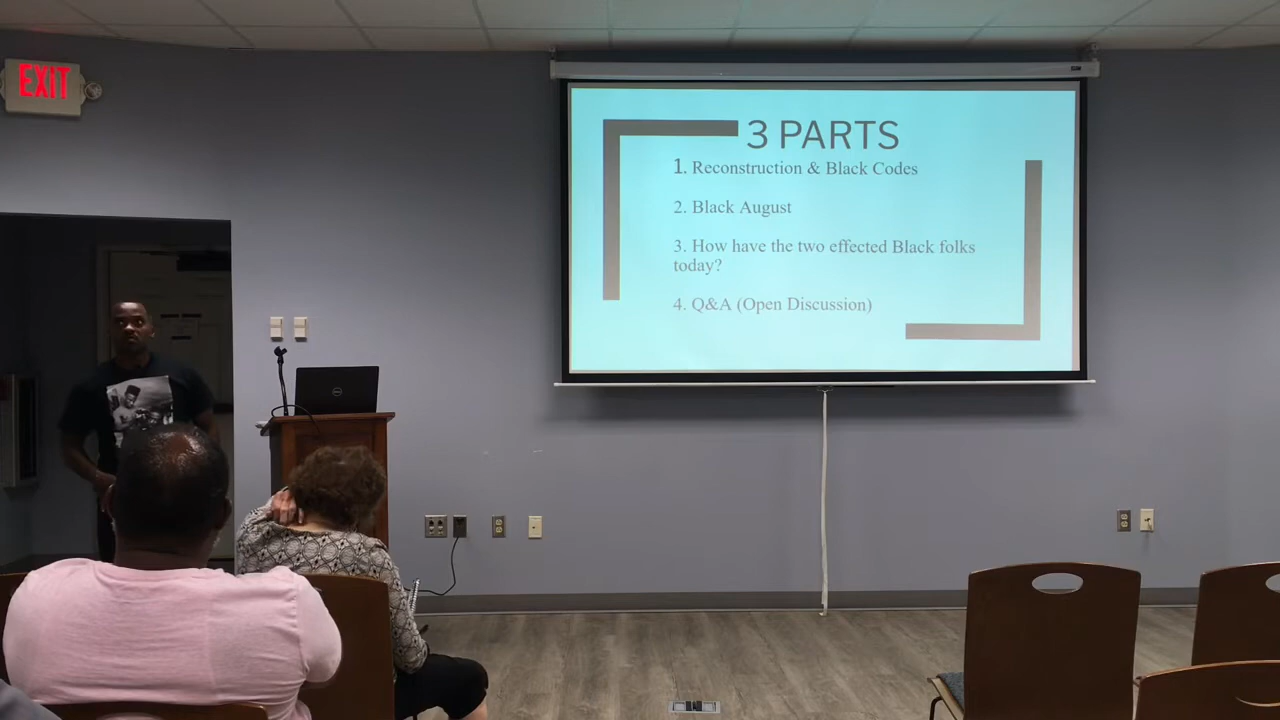 EXIT
3 PARTS
1. Reconstruction & Black Codes
2. Black August
3. How have the two effected Black folks
today?
4. Q&A (Open Discussion)
DELL